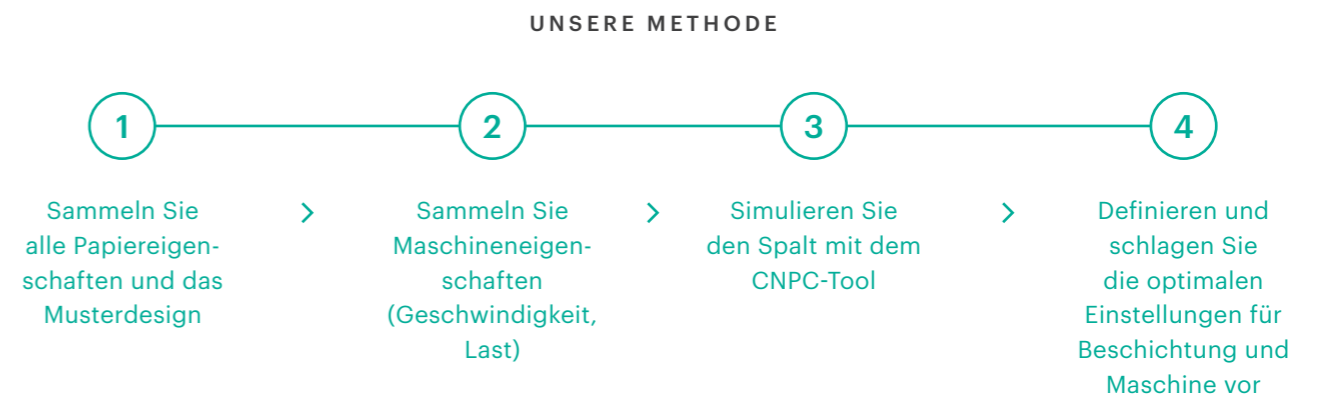 UNSERE METHODE
1
2
3
4
Sammeln Sie
alle Papiereigen-
schaften und das
Musterdesign
>
Sammeln Sie
Maschineneigen-
schaften
(Geschwindigkeit,
Last)
>
Simulieren Sie
den Spalt mit dem
CNPC-Tool
>
Definieren und
schlagen Sie
die optimalen
Einstellungen für
Beschichtung und
Maschine vor